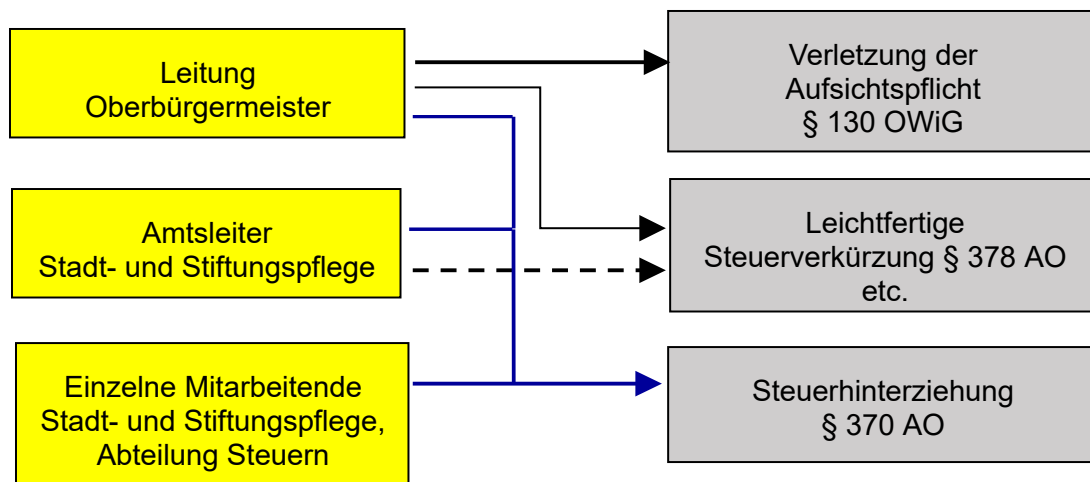 Leitung
Oberbürgermeister
Verletzung der
Aufsichtspflicht
§ 130 OWiG
Amtsleiter
Stadt- und Stiftungspflege
Leichtfertige
Steuerverkürzung § 378 AO
etc.
Einzelne Mitarbeitende
Stadt- und Stiftungspflege,
Abteilung Steuern
Steuerhinterziehung
§ 370 AO